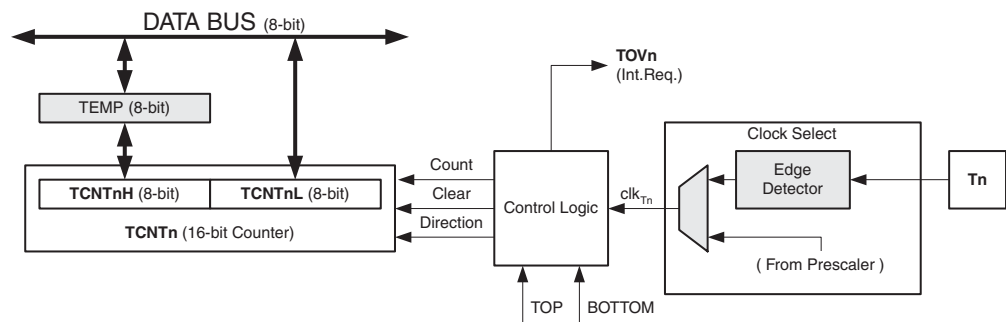 DATA BUS (8-bit)
TOVn
(Int.Req.)
TEMP (8-bit)
Clock Select
Count
Edge
Detector
Tn
TCNTnH (8-bit)
TCNTnL (8-bit)
Clear
Control Logic
clkTn
TCNTn (16-bit Counter)
Direction
( From Prescaler )
TOP
BOTTOM